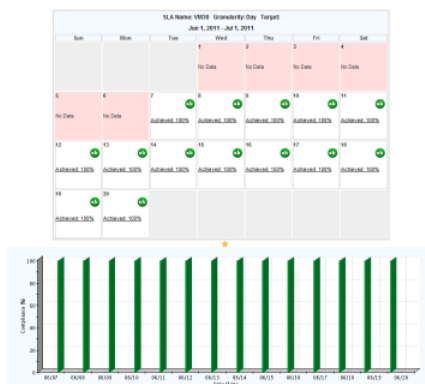 SLA Name: VM30 Granularity: Day Target:
Jun 1, 2011 - Jul 1, 2011
Sun Mon Tue Wed Thu Fri Sat
1 2 3 4
No Data No Data No Data No Data
5 6 7 8 9 10 11
ok ok ok ok ok
No Data No Data Achieved: 100% Achieved: 100% Achieved: 100% Achieved: 100% Achieved: 100%
12 13 14 15 16 17 18
ok ok ok ok ok ok ok
Achieved: 100% Achieved: 100% Achieved: 100% Achieved: 100% Achieved: 100% Achieved: 100% Achieved: 100%
19 20
ok ok
Achieved: 100% Achieved: 100%
100
80
60
40
20
Compliance (%)
06/07 06/08 06/09 06/10 06/11 06/12 06/13 06/14 06/15 06/16 06/17 06/18 06/19 06/20